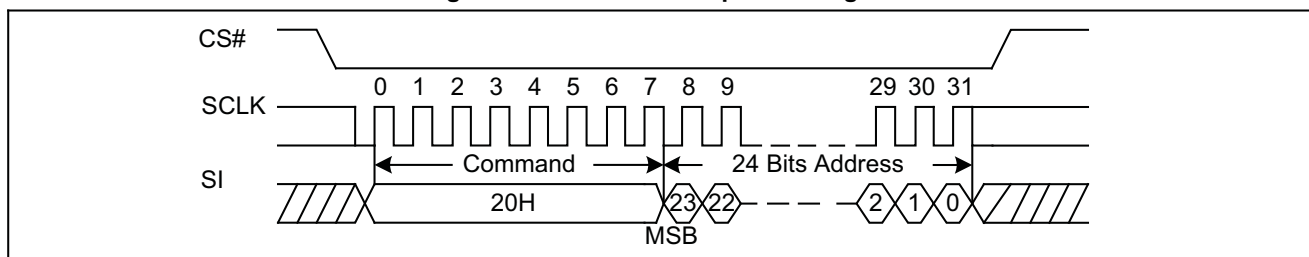 CS#
0 1 2 3 4 5 6 7 8 9 29 30 31
SCLK
Command 24 Bits Address
SI
20H 23 22 2 1 0
MSB